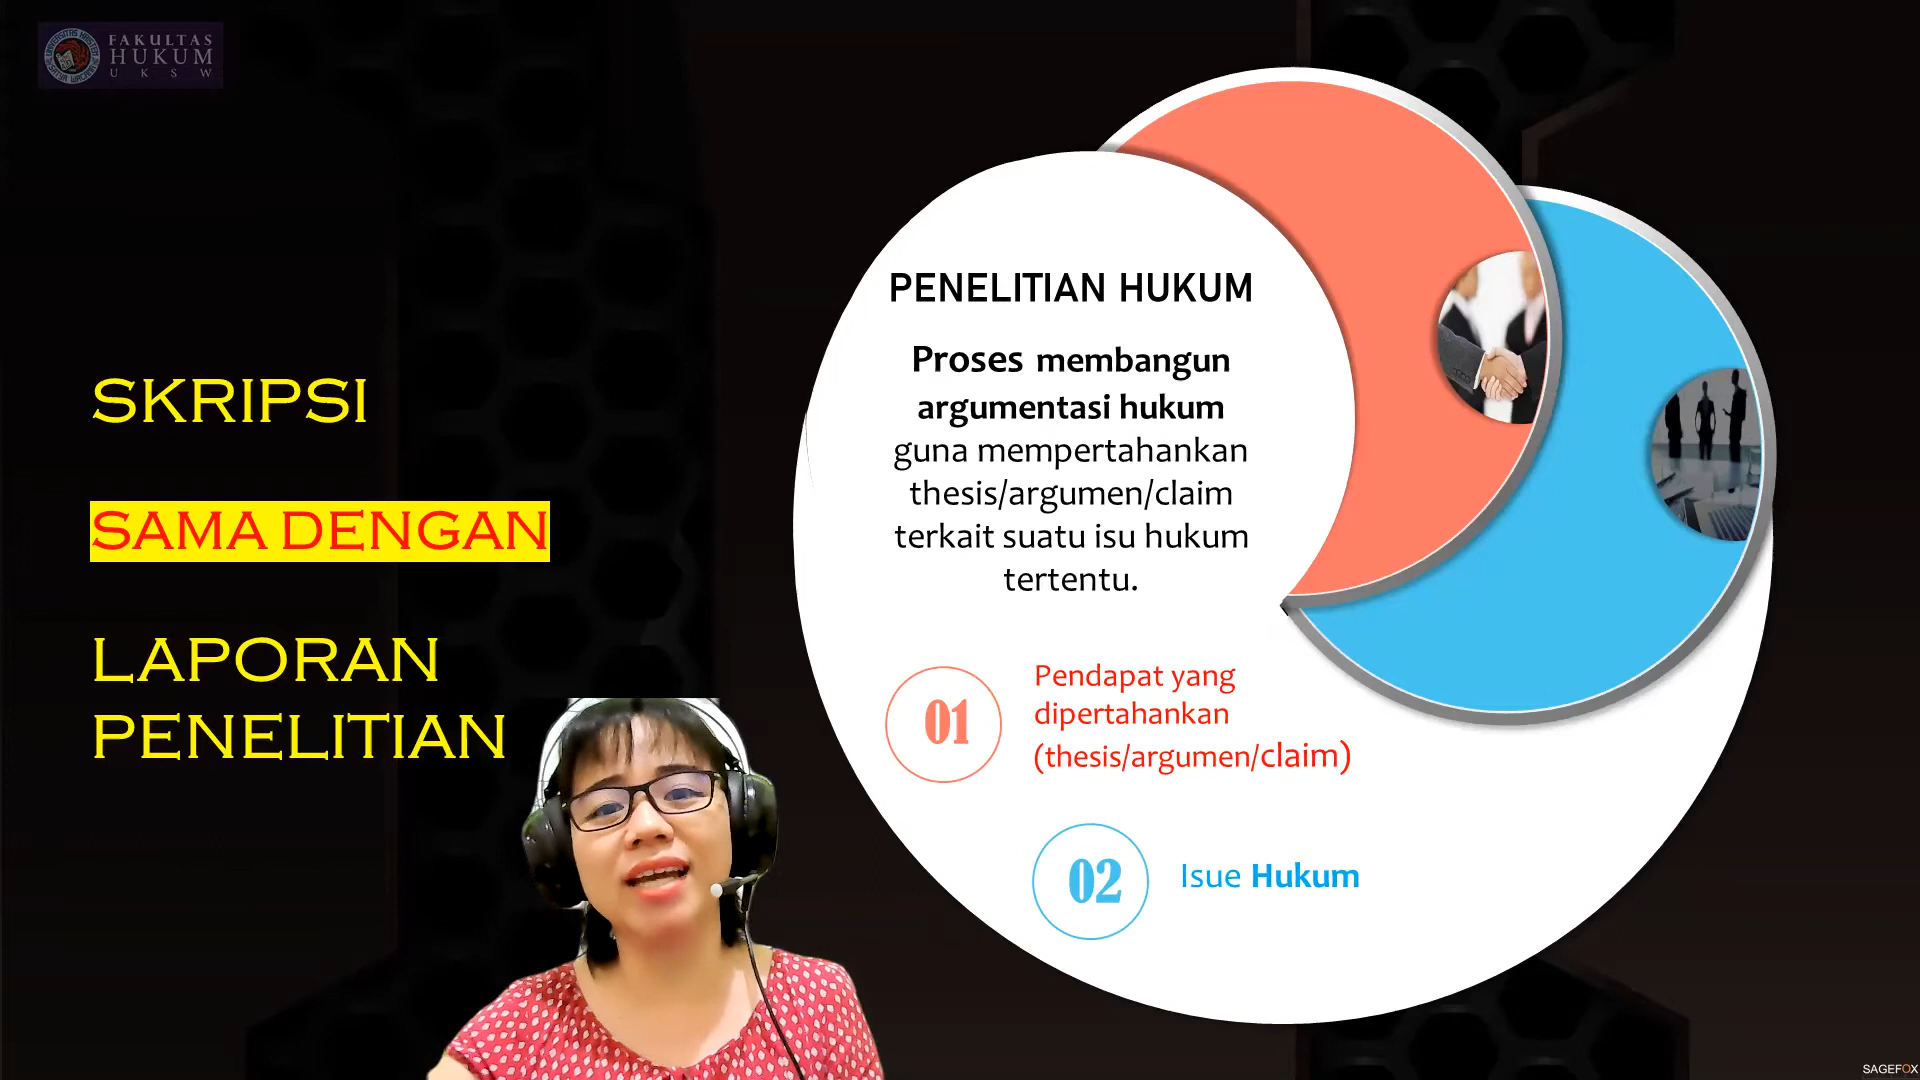 FAKULTAS
HUKUM
UKSW
SKRIPSI
SAMA DENGAN
LAPORAN
PENELITIAN
PENELITIAN HUKUM
Proses membangun
argumentasi hukum
guna mempertahankan
thesis/argumen/claim
terkait suatu isu hukum
tertentu.
01
Pendapat yang
dipertahankan
(thesis/argumen/claim)
02
Isue Hukum
SAGEFOX